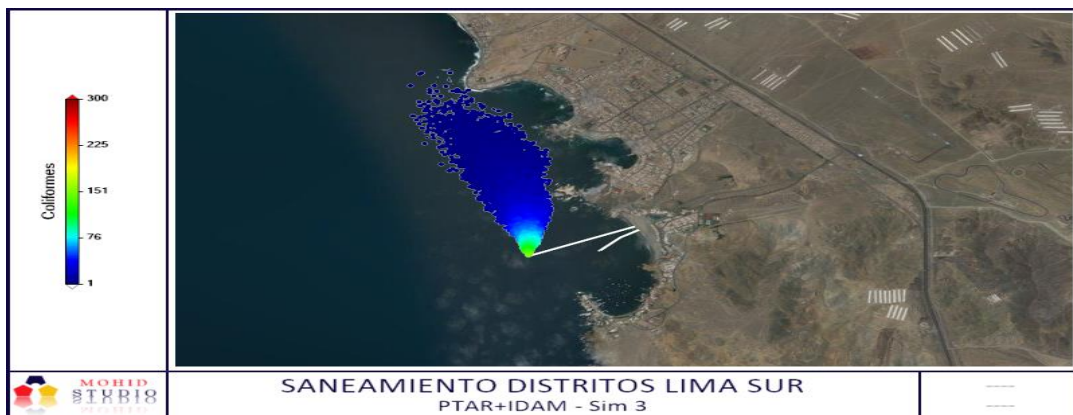 300
225
151
76
1
Coliformes
MOHID
STUDIO
SANEAMIENTO DISTRITOS LIMA SUR
PTAR+IDAM - Sim 3
----
----